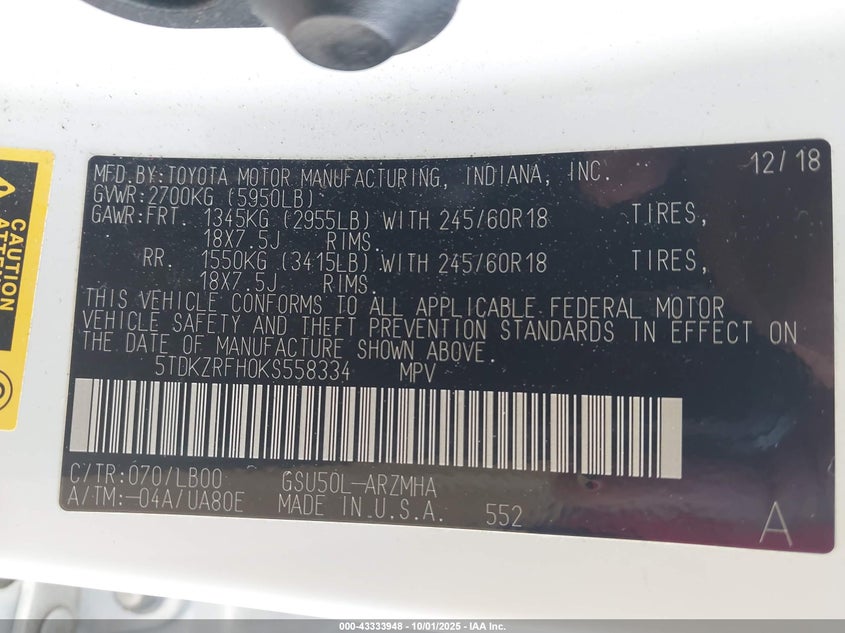 MFD.BY:TOYOTA MOTOR MANUFACTURING, INDIANA, INC. 12/18
GVWR:2700KG (5950LB)
GAWR:FRT. 1345KG (2955LB) WITH 245/60R18 TIRES,
18X7.5J RIMS.
RR. 1550KG (3415LB) WITH 245/60R18 TIRES,
18X7.5J RIMS.
THIS VEHICLE CONFORMS TO ALL APPLICABLE FEDERAL MOTOR
VEHICLE SAFETY AND THEFT PREVENTION STANDARDS IN EFFECT ON
THE DATE OF MANUFACTURE SHOWN ABOVE.
5TDKZRFH0KS558334 MPV
C/TR:070/LB00 GSU50L-ARZMHA
A/TM:-04A/UA80E MADE IN U.S.A. 552 A
CAUTION
000-43333948 - 10/01/2025 - IAA Inc.